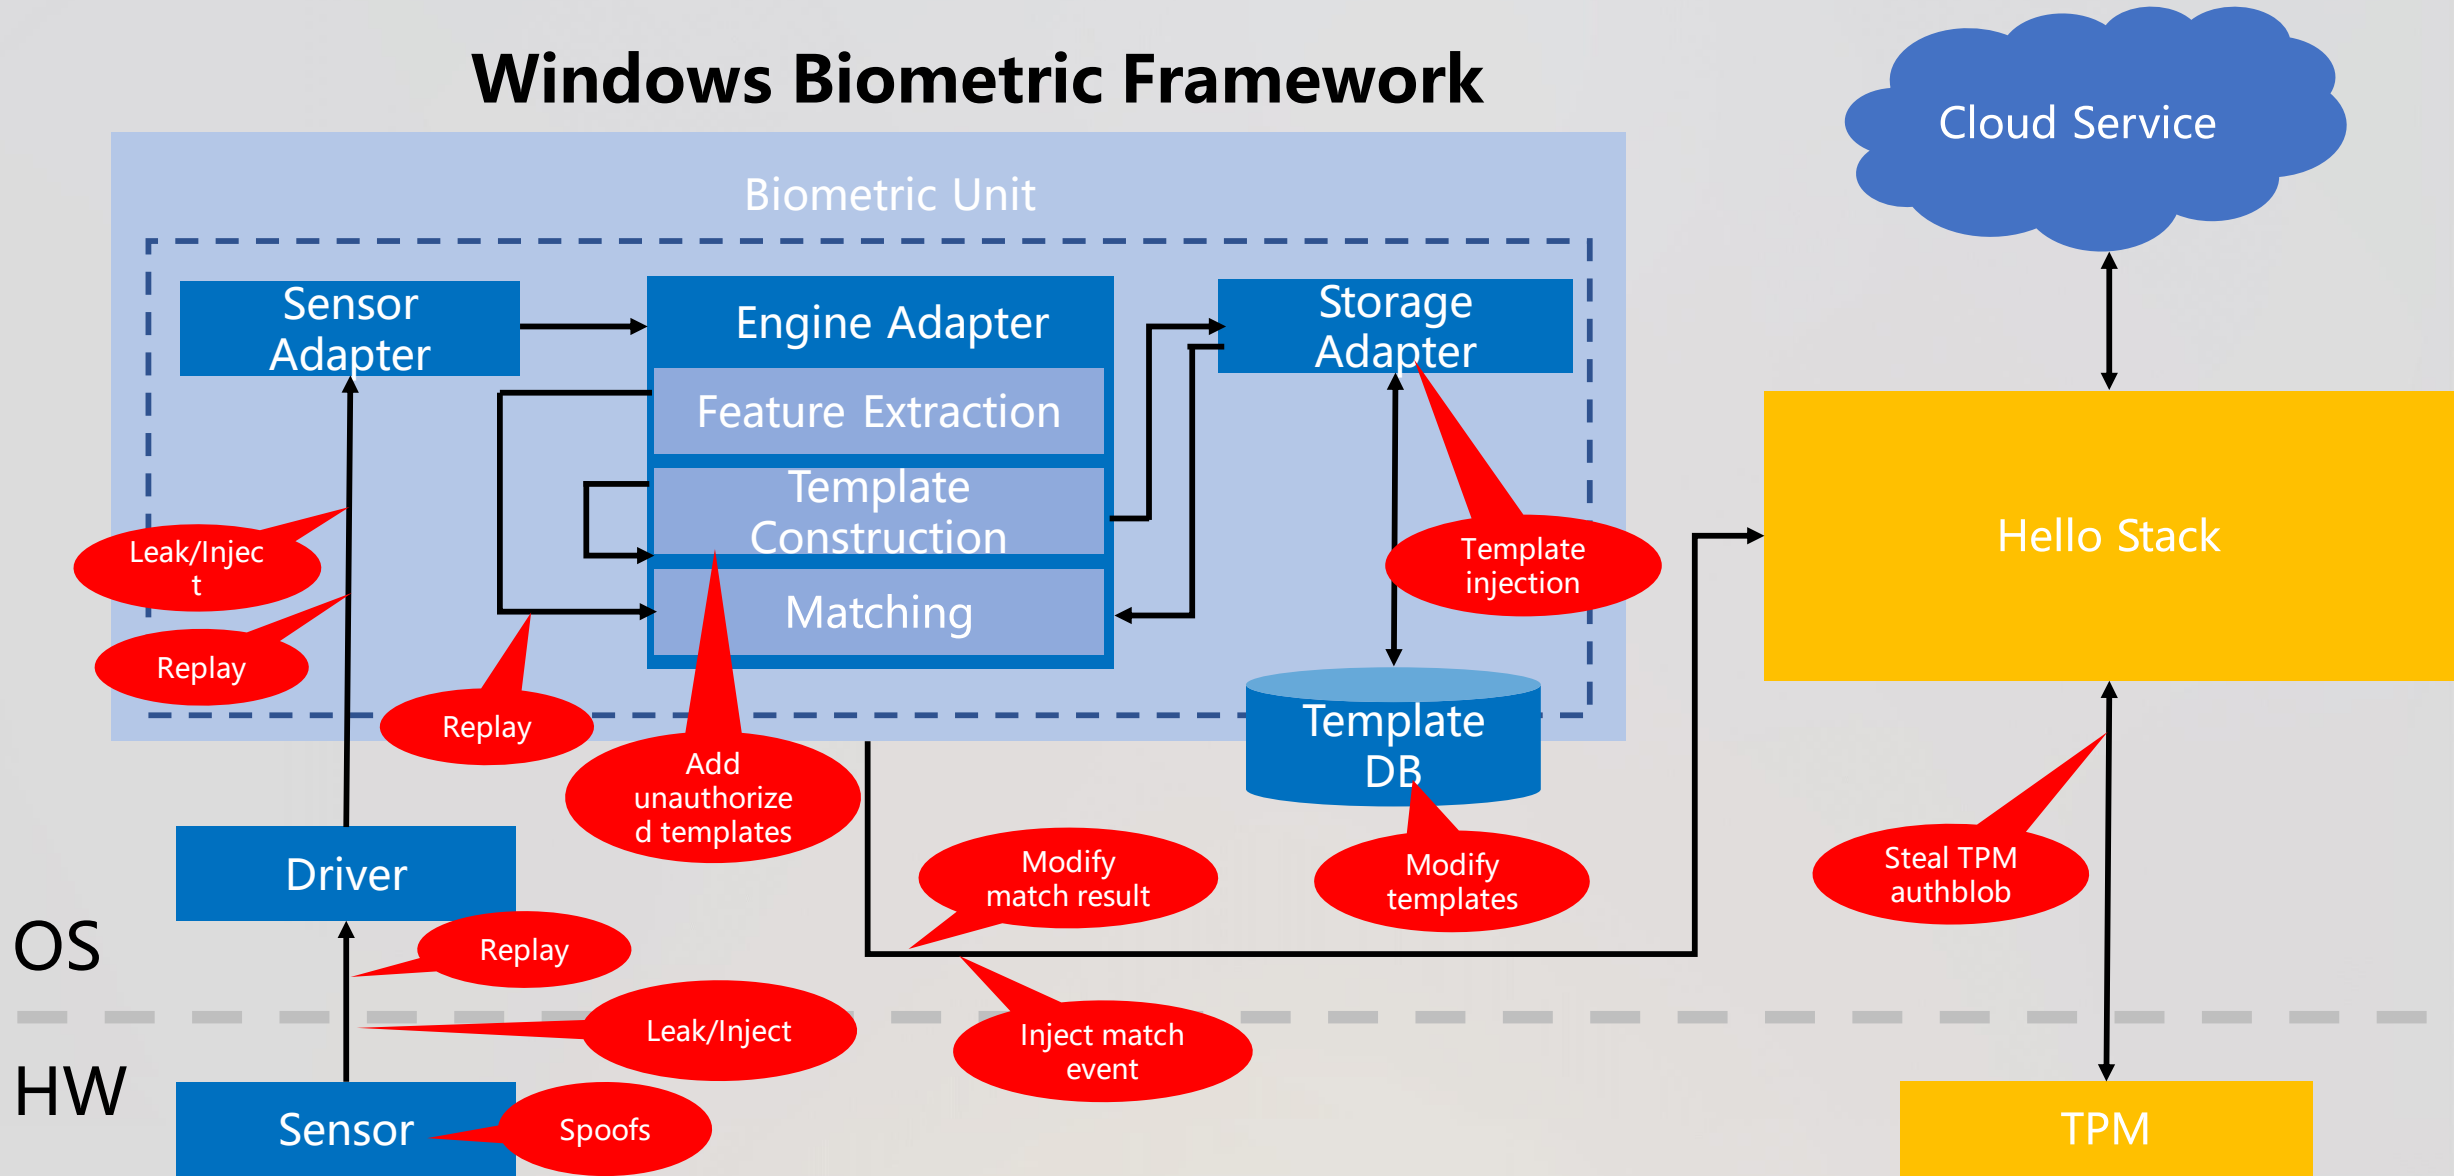 Windows Biometric Framework
Cloud Service
Biometric Unit
Sensor
Adapter
Engine Adapter
Storage
Adapter
Feature Extraction
Template
Construction
Matching
Leak/Injec
t
Replay
Replay
Add
unauthorize
d templates
Template
injection
Hello Stack
Template
DB
Driver
Modify
match result
Modify
templates
Steal TPM
authblob
OS
Replay
Leak/Inject
Inject match
event
HW
Sensor
Spoofs
TPM